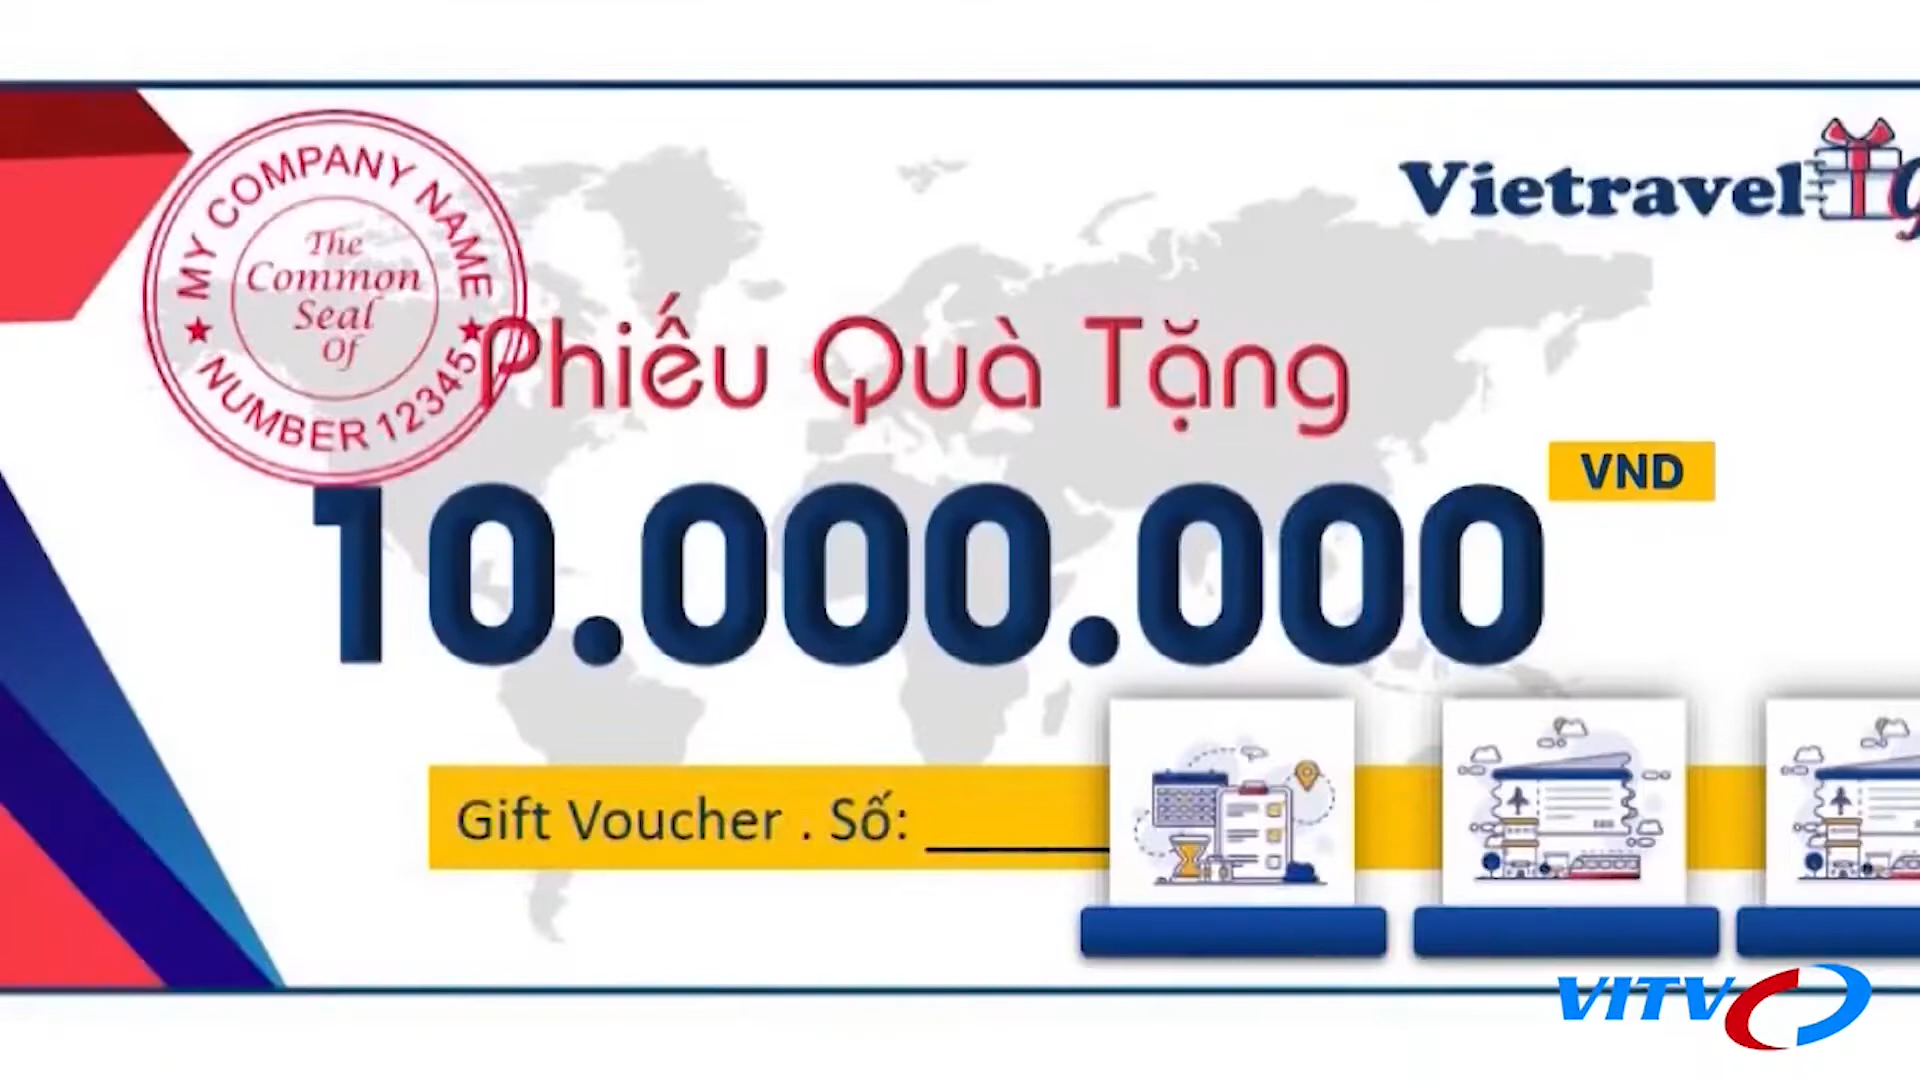 MY COMPANY NAME
The
Common
Seal
Of
★ NUMBER 12345 ★
Vietravel
Phiếu Quà Tặng
10.000.000 VND
Gift Voucher . Số:
VITV